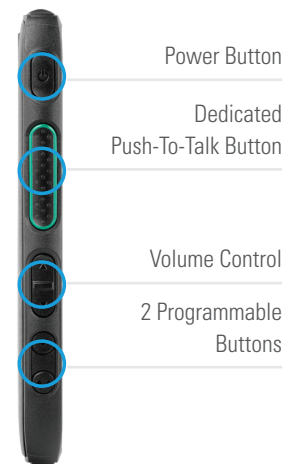 Power Button
Dedicated
Push-To-Talk Button
Volume Control
2 Programmable
Buttons